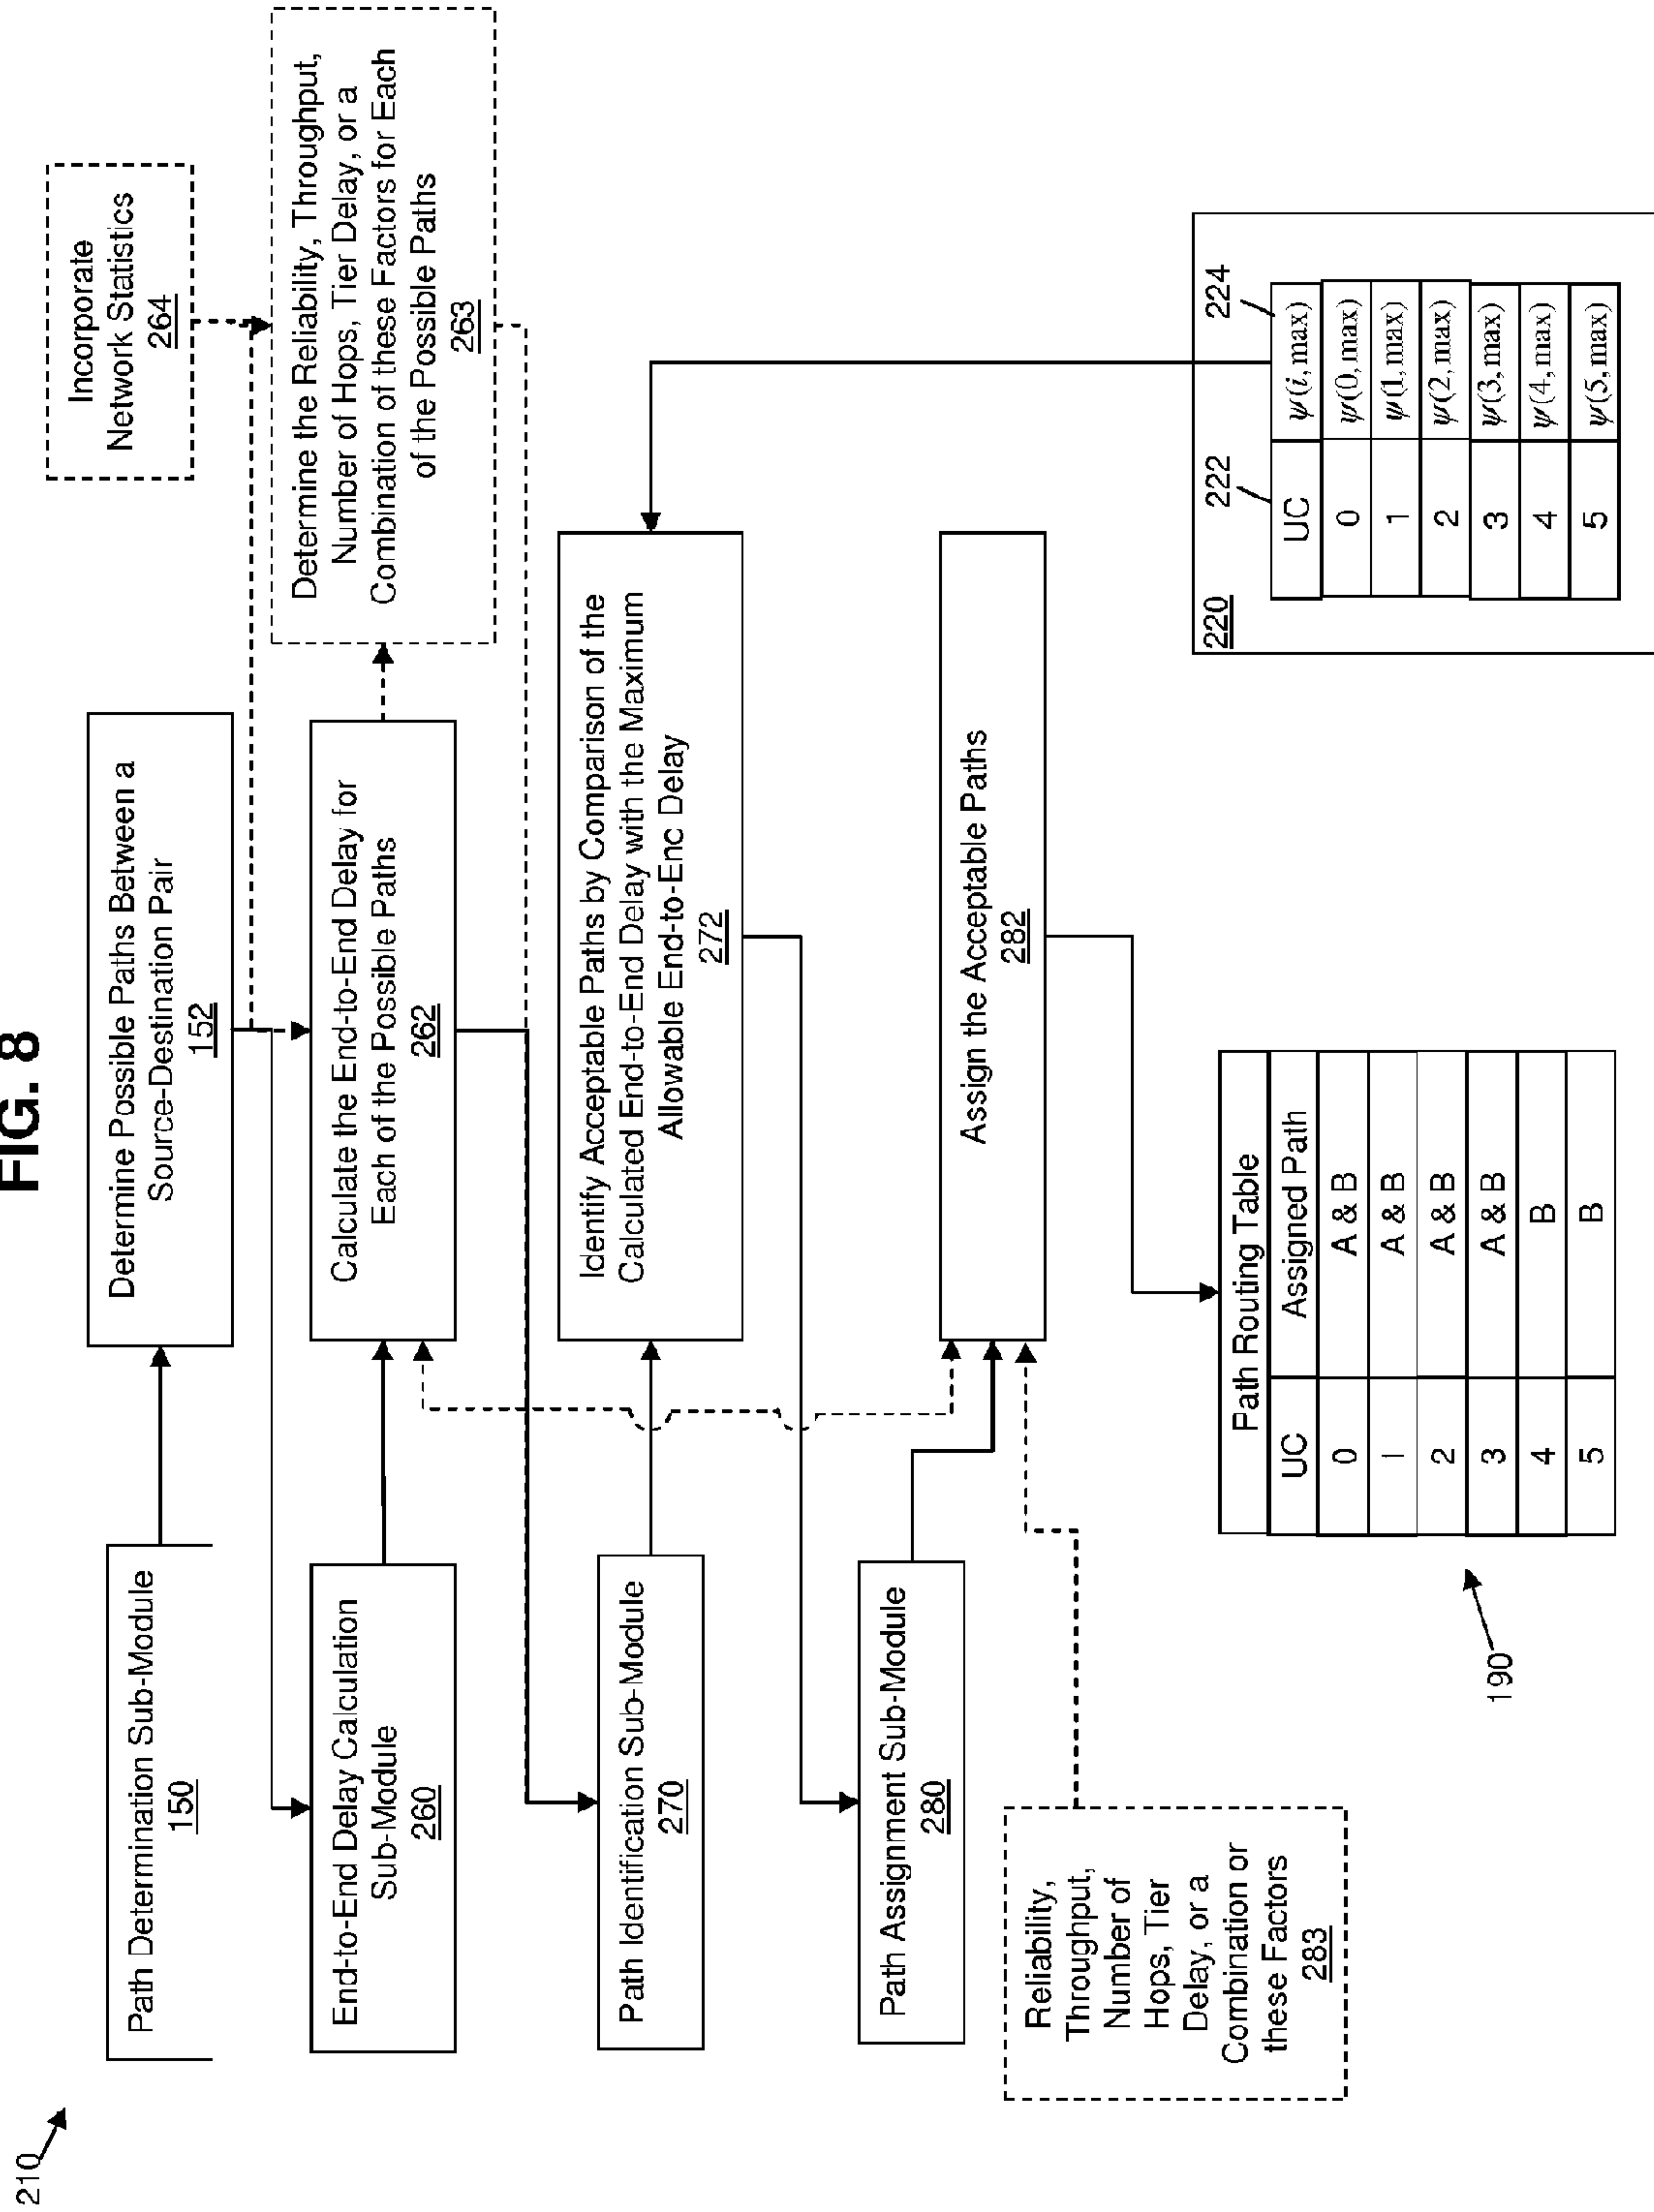 FIG. 8
210
Path Determination Sub-Module
150
Determine Possible Paths Between a
Source-Destination Pair
152
Incorporate
Network Statistics
264
End-to-End Delay Calculation
Sub-Module
260
Calculate the End-to-End Delay for
Each of the Possible Paths
262
Determine the Reliability, Throughput,
Number of Hops, Tier Delay, or a
Combination of these Factors for Each
of the Possible Paths
263
Path Identification Sub-Module
270
Identify Acceptable Paths by Comparison of the
Calculated End-to-End Delay with the Maximum
Allowable End-to-Enc Delay
272
Path Assignment Sub-Module
280
Assign the Acceptable Paths
282
Reliability,
Throughput,
Number of
Hops, Tier
Delay, or a
Combination or
these Factors
283
190
Path Routing Table
UC Assigned Path
0 A & B
1 A & B
2 A & B
3 A & B
4 B
5 B
220
222
224
UC ψ(i,max)
0 ψ(0,max)
1 ψ(1,max)
2 ψ(2,max)
3 ψ(3,max)
4 ψ(4,max)
5 ψ(5,max)